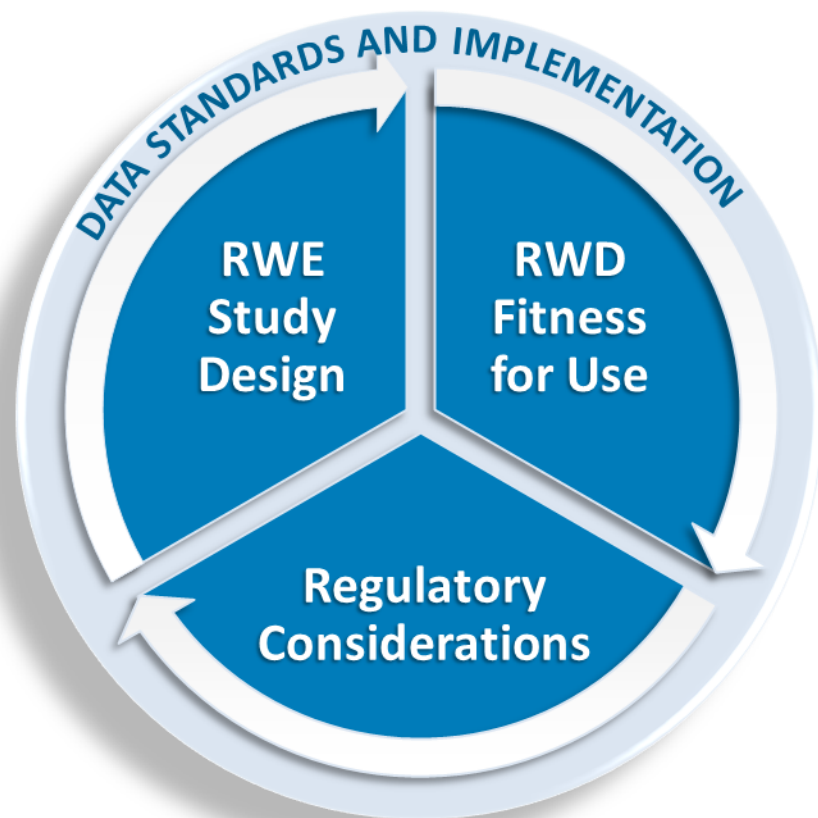 DATA STANDARDS AND IMPLEMENTATION
RWE
Study
Design
RWD
Fitness
for Use
Regulatory
Considerations